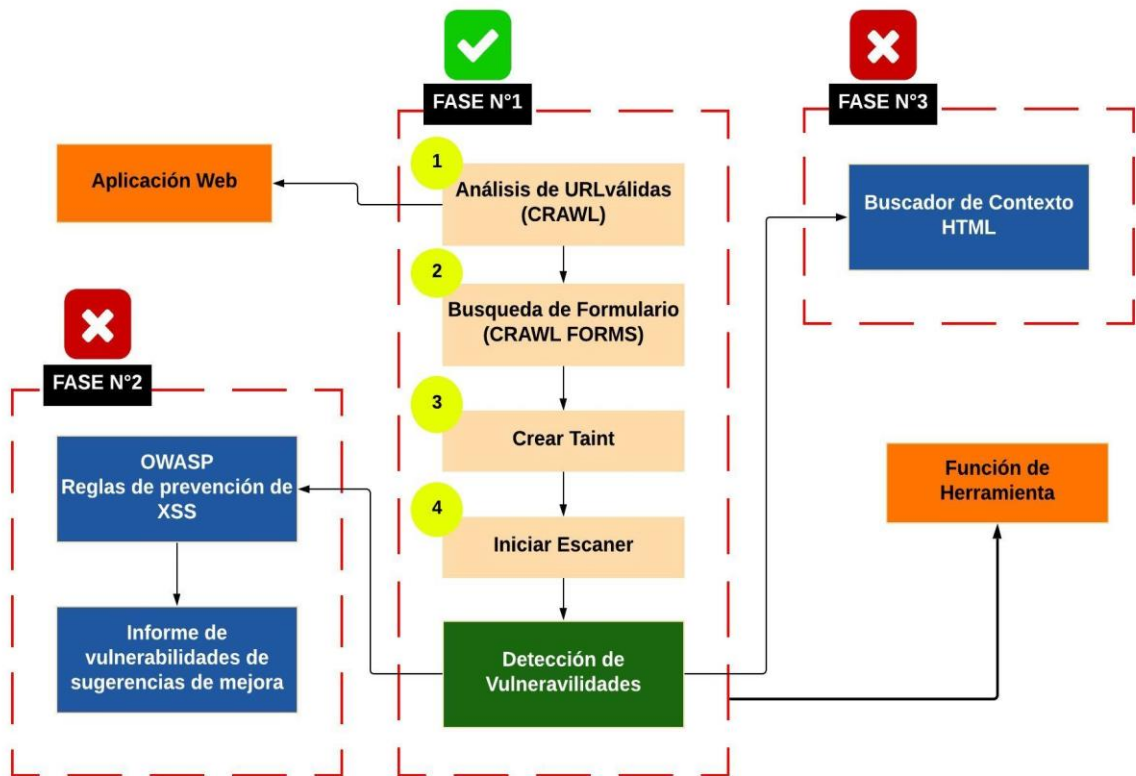 FASE N°1
1
Análisis de URLválidas
(CRAWL)
2
Busqueda de Formulario
(CRAWL FORMS)
3
Crear Taint
4
Iniciar Escaner
Detección de
Vulneravilidades
Aplicación Web
FASE N°2
OWASP
Reglas de prevención de
XSS
Informe de
vulnerabilidades de
sugerencias de mejora
FASE N°3
Buscador de Contexto
HTML
Función de
Herramienta